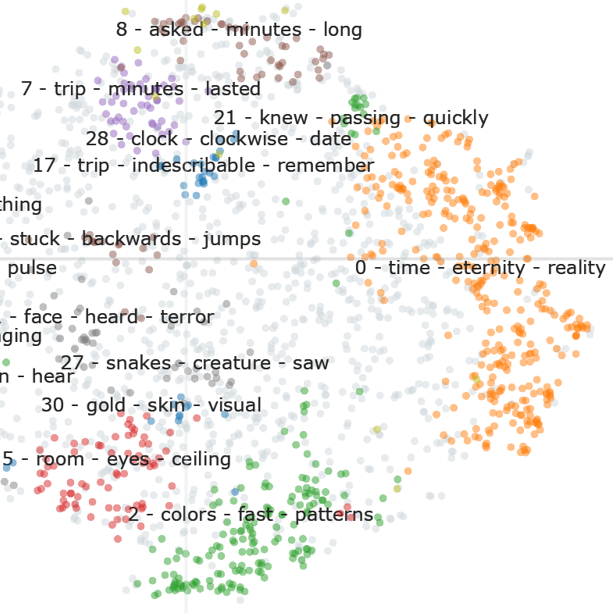 8 - asked - minutes - long
7 - trip - minutes - lasted
21 - knew - passing - quickly
28 - clock - clockwise - date
17 - trip - indescribable - remember
thing
- stuck - backwards - jumps
pulse
0 - time - eternity - reality
- face - heard - terror
ging
27 - snakes - creature - saw
n - hear
30 - gold - skin - visual
5 - room - eyes - ceiling
2 - colors - fast - patterns